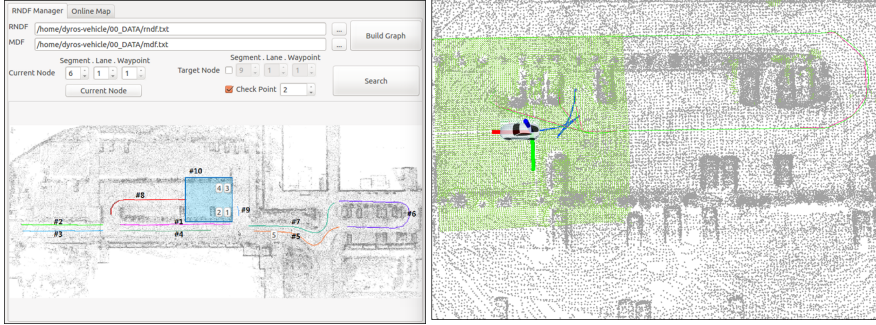 RNDF Manager Online Map
RNDF /home/dyros-vehicle/00_DATA/rndf.txt ...
MDF /home/dyros-vehicle/00_DATA/mdf.txt ...
Build Graph
Segment . Lane . Waypoint
Current Node 6 1 1
Current Node
Segment . Lane . Waypoint
Target Node 9 1 1
Check Point 2
Search
#10
4 3
#8
2 1 #9
#6
#2 #1 #7
#3 #4 5 #5